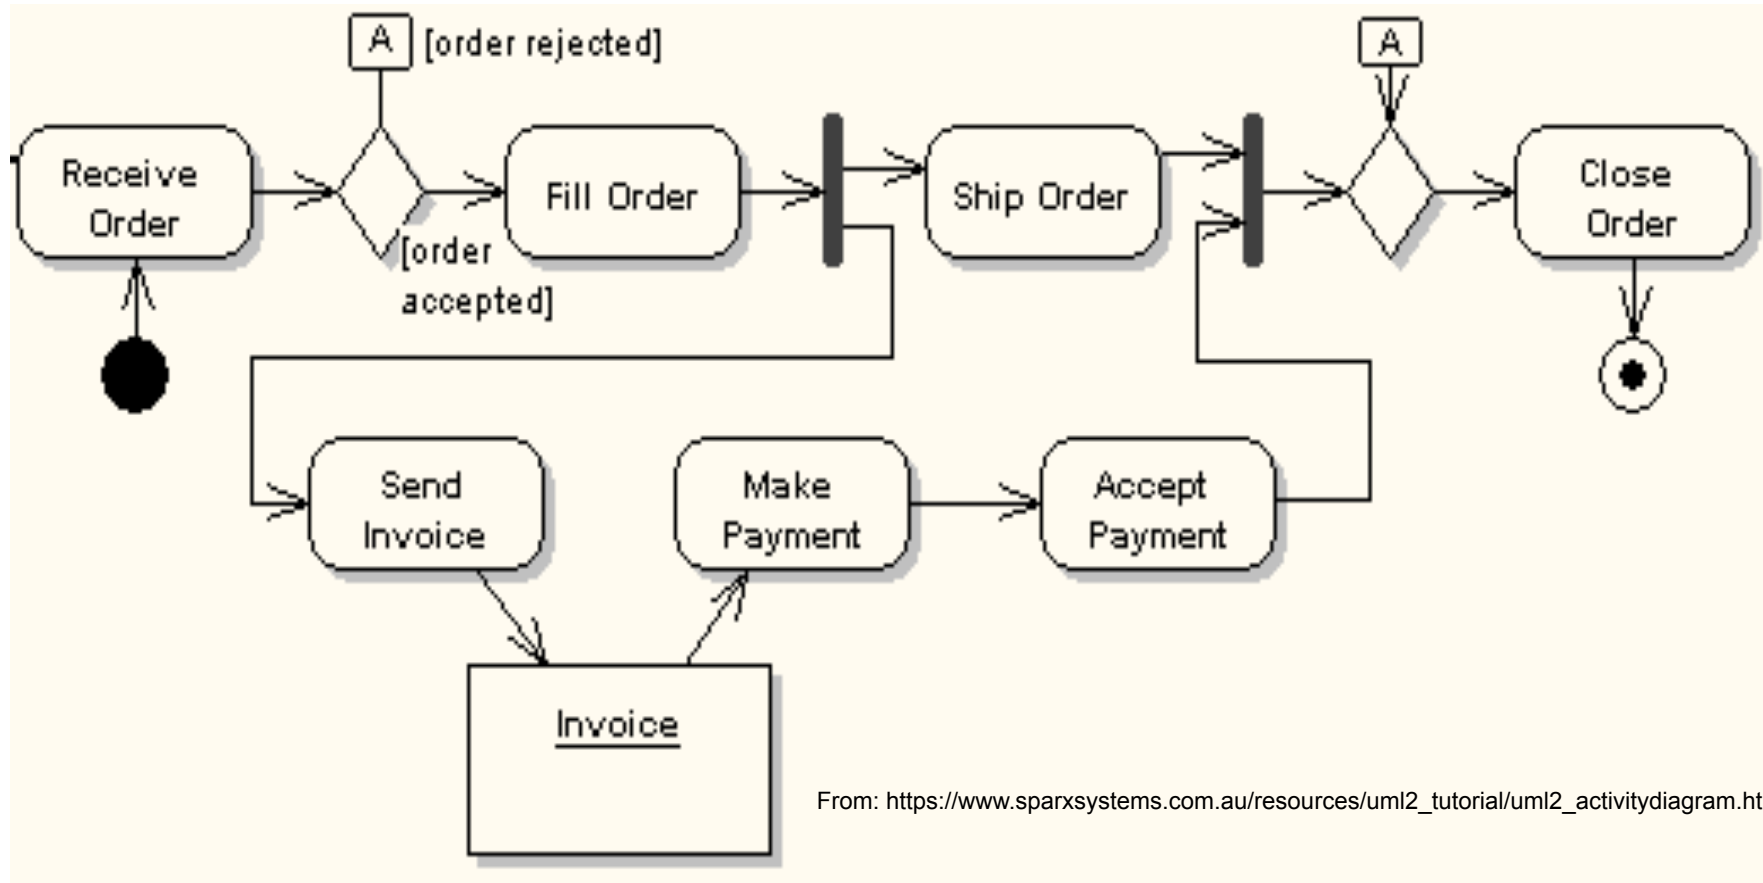 A
[order rejected]
A
Receive
Order
Fill Order
Ship Order
Close
Order
[order
accepted]
Send
Invoice
Make
Payment
Accept
Payment
Invoice
From: https://www.sparxsystems.com.au/resources/uml2_tutorial/uml2_activitydiagram.ht